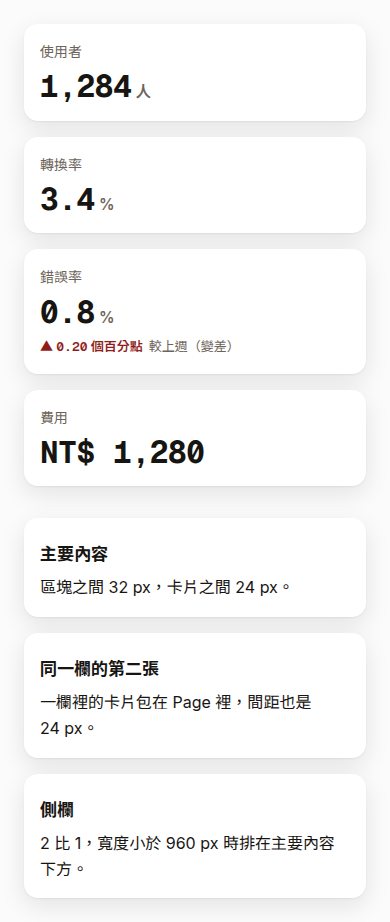 使用者
1,284 人
轉換率
3.4 %
錯誤率
0.8 %
▲ 0.20 個百分點 較上週（變差）
費用
NT$ 1,280
主要內容
區塊之間 32 px，卡片之間 24 px。
同一欄的第二張
一欄裡的卡片包在 Page 裡，間距也是
24 px。
側欄
2 比 1，寬度小於 960 px 時排在主要內容
下方。